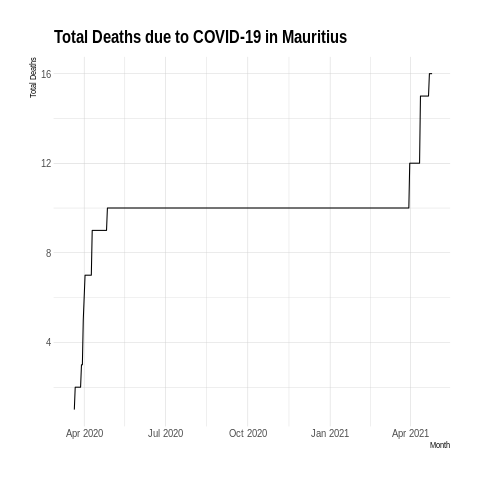 Total Deaths due to COVID-19 in Mauritius
Total Deaths
16
12
8
4
Apr 2020 Jul 2020 Oct 2020 Jan 2021 Apr 2021
Month